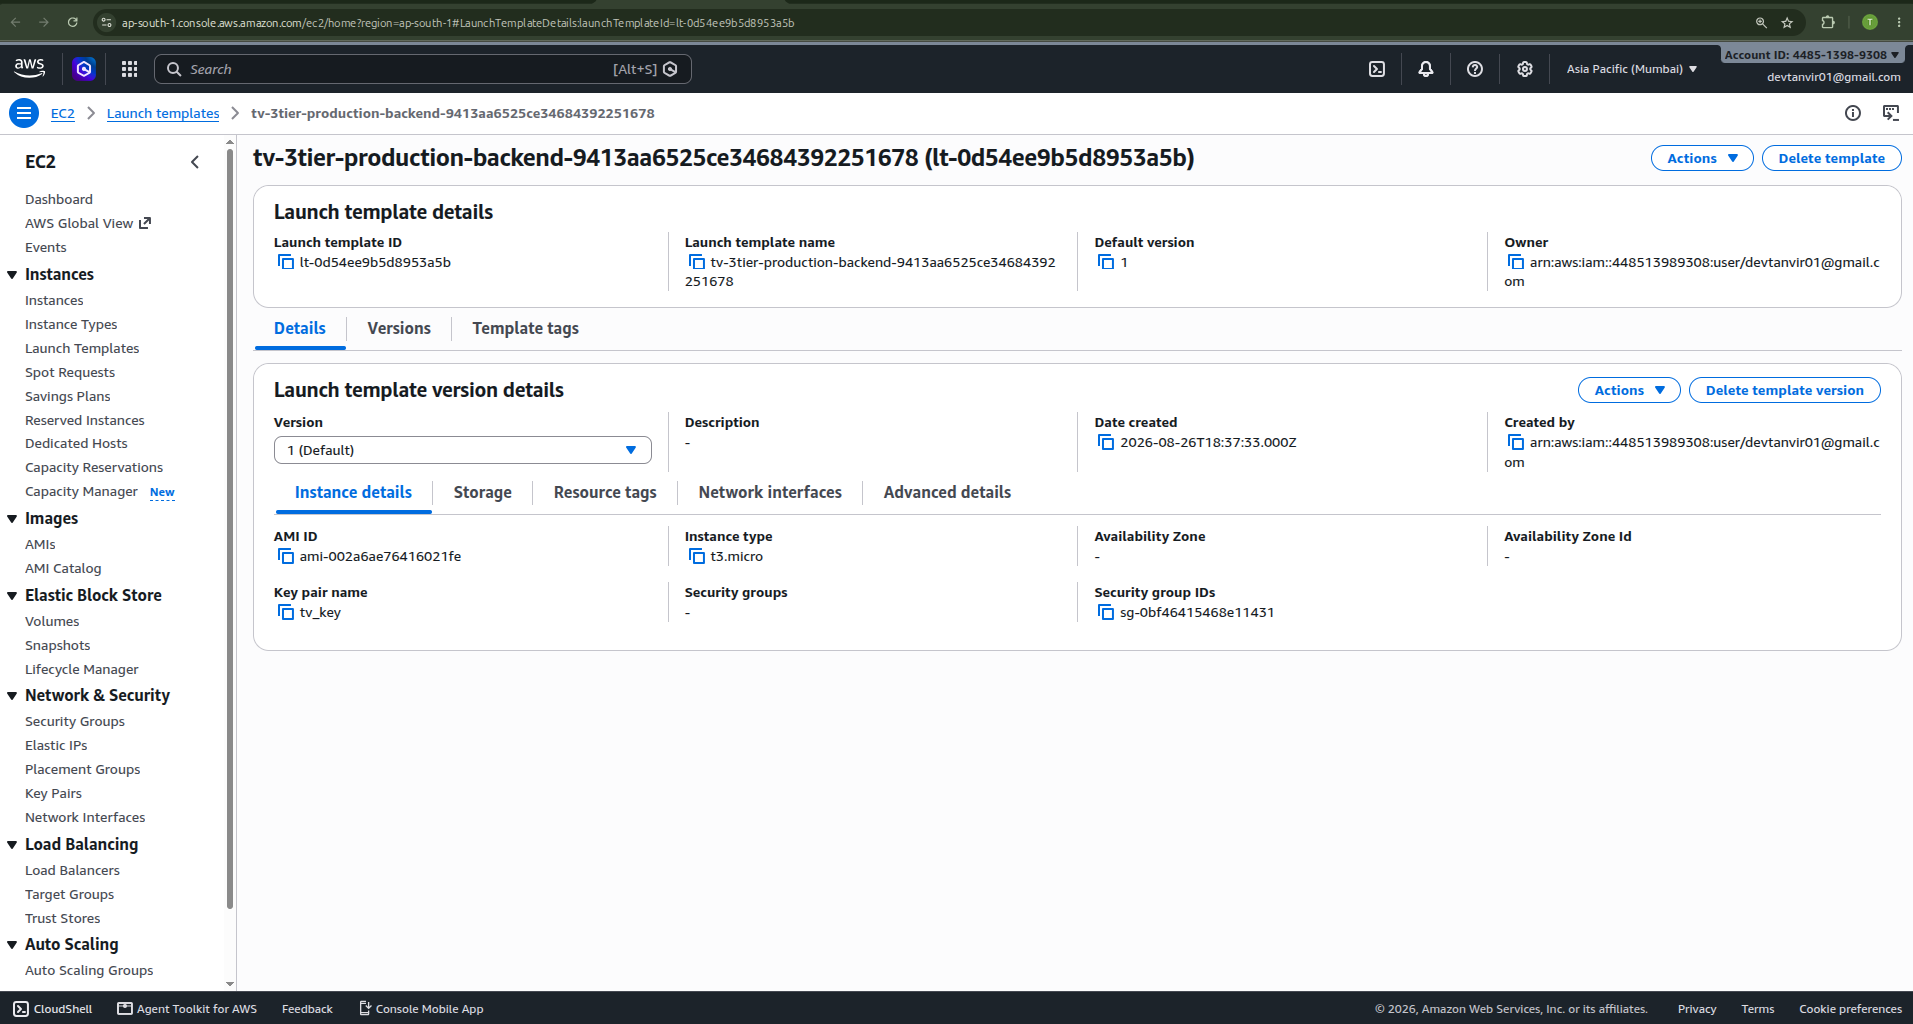 ap-south-1.console.aws.amazon.com/ec2/home?region=ap-south-1#LaunchTemplateDetails:launchTemplateId=lt-0d54ee9b5d8953a5b
T
aws
Search
[Alt+S]
Asia Pacific (Mumbai)
Account ID: 4485-1398-9308
devtanvir01@gmail.com
EC2
Launch templates
tv-3tier-production-backend-9413aa6525ce34684392251678
EC2
Dashboard
AWS Global View
Events
Instances
Instances
Instance Types
Launch Templates
Spot Requests
Savings Plans
Reserved Instances
Dedicated Hosts
Capacity Reservations
Capacity Manager New
Images
AMIs
AMI Catalog
Elastic Block Store
Volumes
Snapshots
Lifecycle Manager
Network & Security
Security Groups
Elastic IPs
Placement Groups
Key Pairs
Network Interfaces
Load Balancing
Load Balancers
Target Groups
Trust Stores
Auto Scaling
Auto Scaling Groups
tv-3tier-production-backend-9413aa6525ce34684392251678 (lt-0d54ee9b5d8953a5b)
Actions
Delete template
Launch template details
Launch template ID
lt-0d54ee9b5d8953a5b
Launch template name
tv-3tier-production-backend-9413aa6525ce34684392
251678
Default version
1
Owner
arn:aws:iam::448513989308:user/devtanvir01@gmail.c
om
Details
Versions
Template tags
Launch template version details
Actions
Delete template version
Version
1 (Default)
Description
-
Date created
2026-08-26T18:37:33.000Z
Created by
arn:aws:iam::448513989308:user/devtanvir01@gmail.c
om
Instance details
Storage
Resource tags
Network interfaces
Advanced details
AMI ID
ami-002a6ae76416021fe
Instance type
t3.micro
Availability Zone
-
Availability Zone Id
-
Key pair name
tv_key
Security groups
-
Security group IDs
sg-0bf46415468e11431
CloudShell
Agent Toolkit for AWS
Feedback
Console Mobile App
© 2026, Amazon Web Services, Inc. or its affiliates.
Privacy
Terms
Cookie preferences